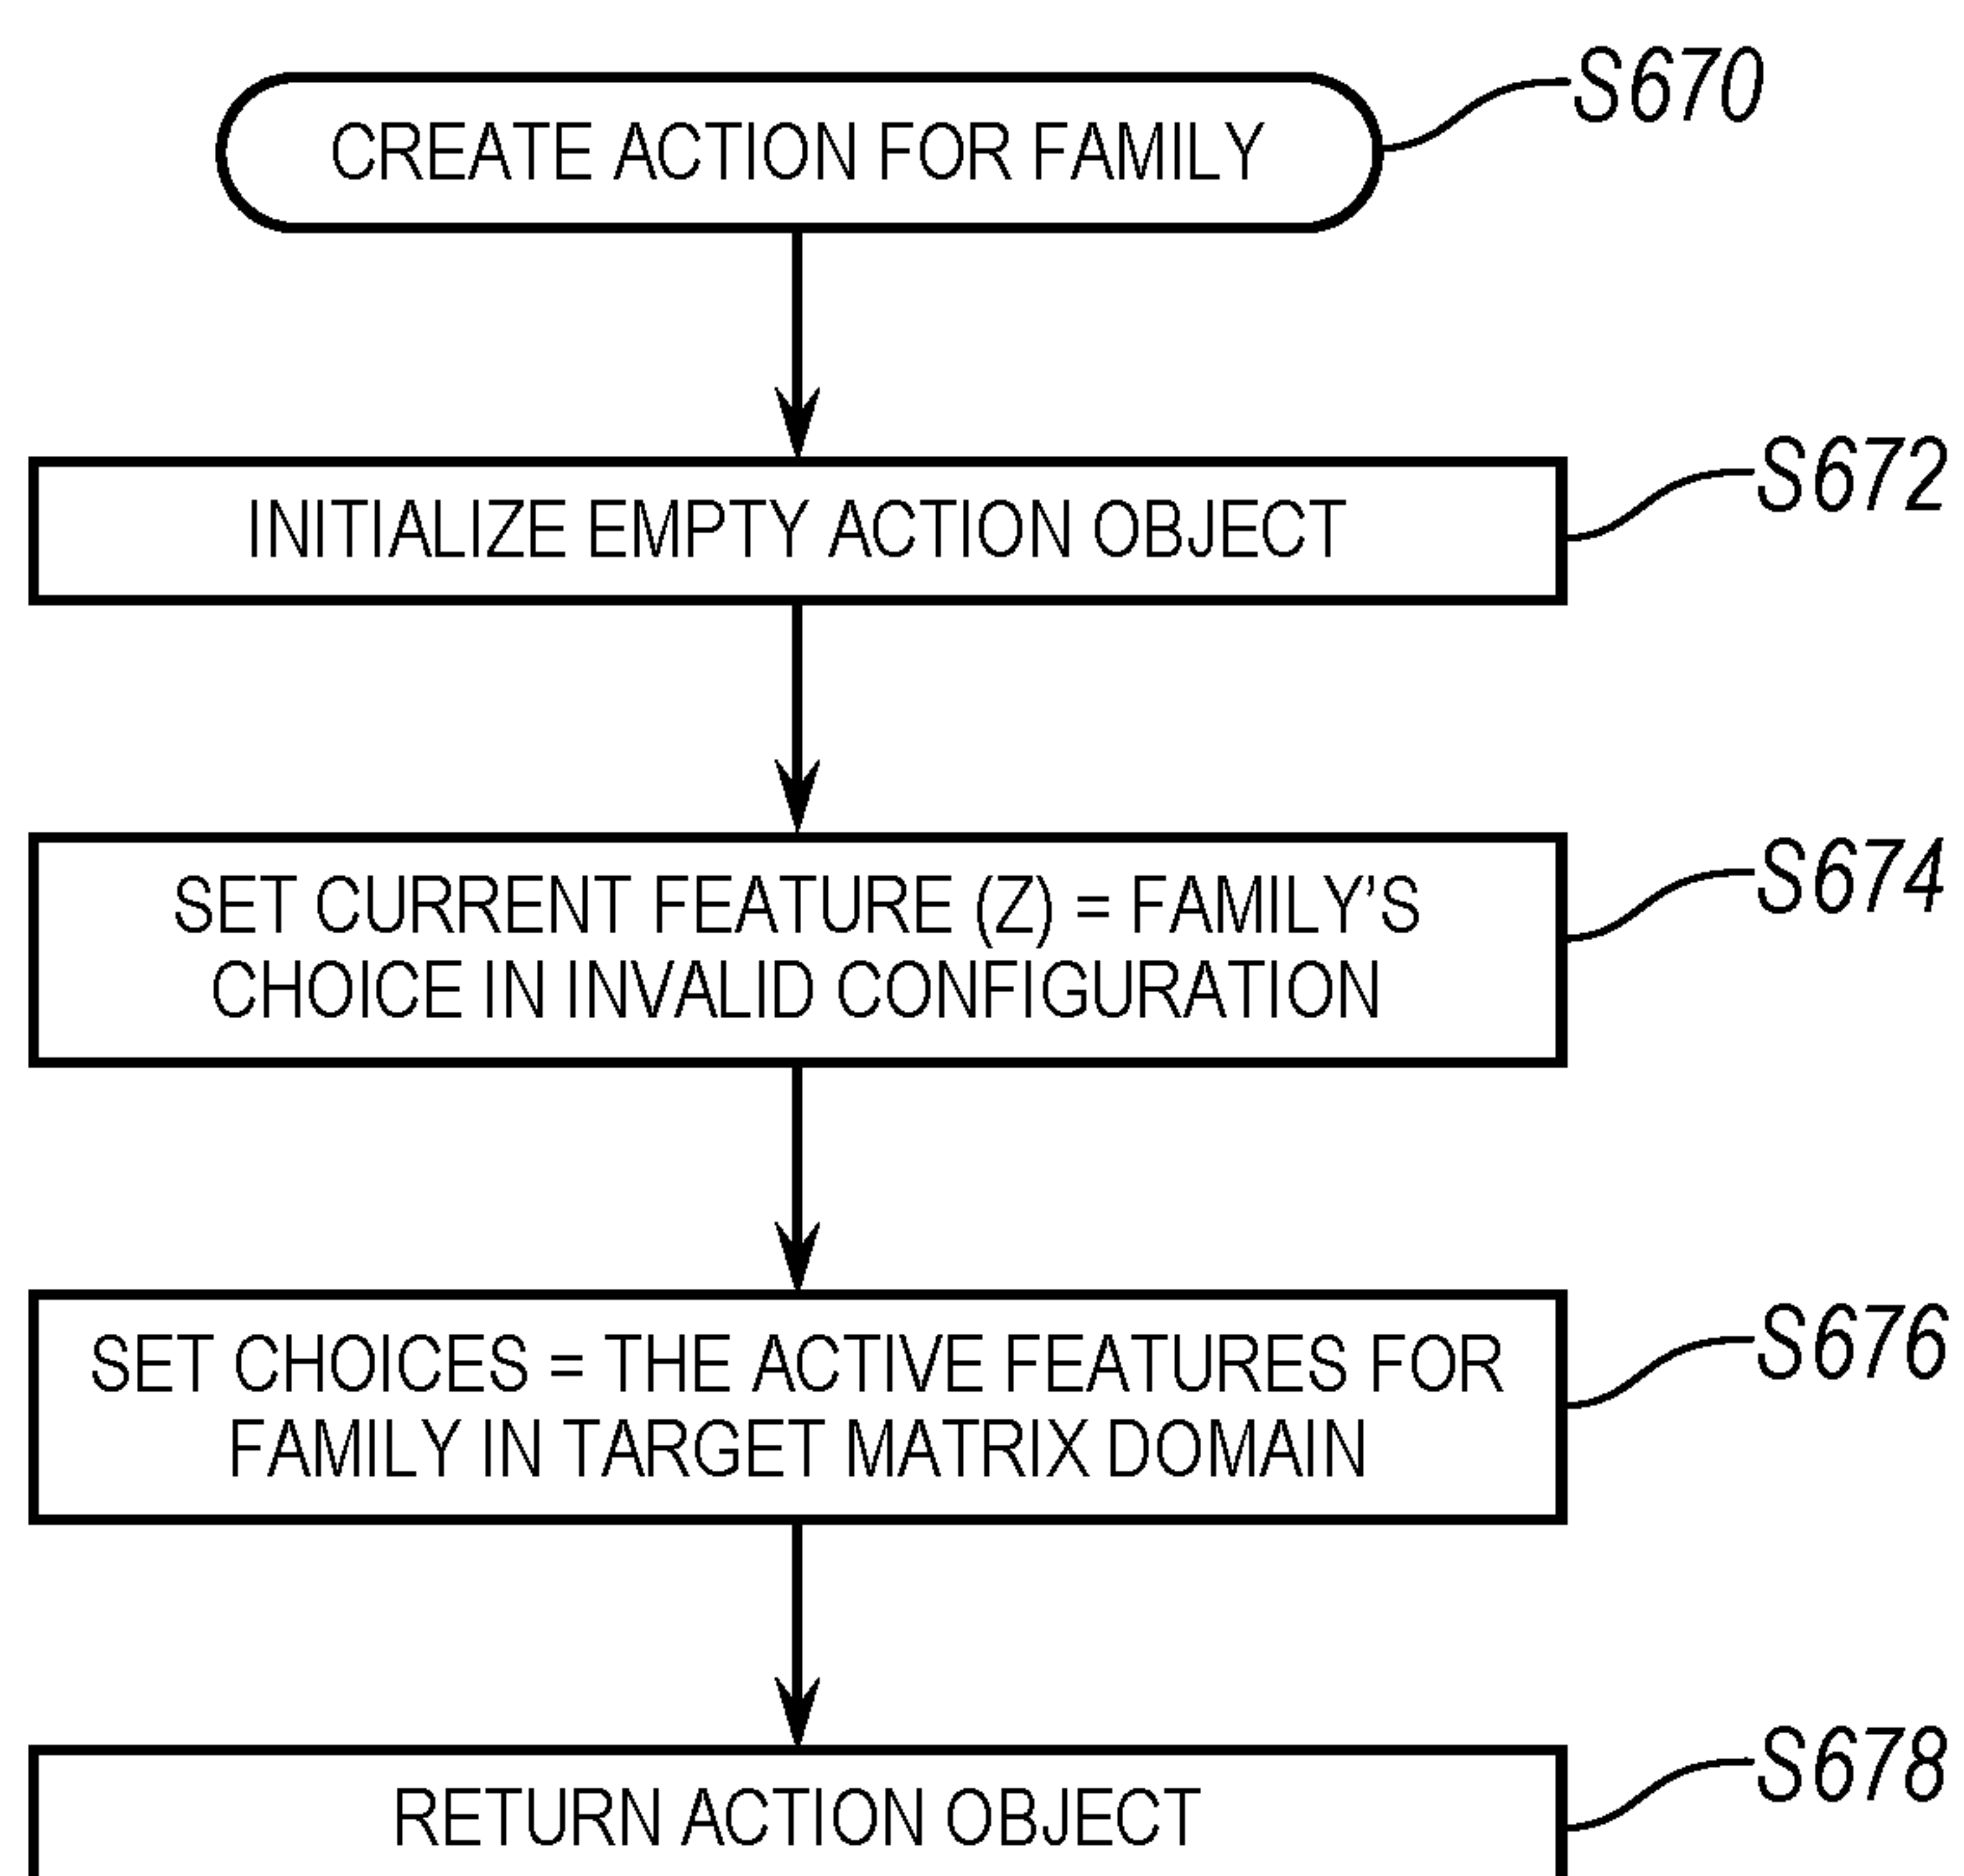 S670
CREATE ACTION FOR FAMILY
S672
INITIALIZE EMPTY ACTION OBJECT
S674
SET CURRENT FEATURE (Z) = FAMILY’S
CHOICE IN INVALID CONFIGURATION
S676
SET CHOICES = THE ACTIVE FEATURES FOR
FAMILY IN TARGET MATRIX DOMAIN
S678
RETURN ACTION OBJECT